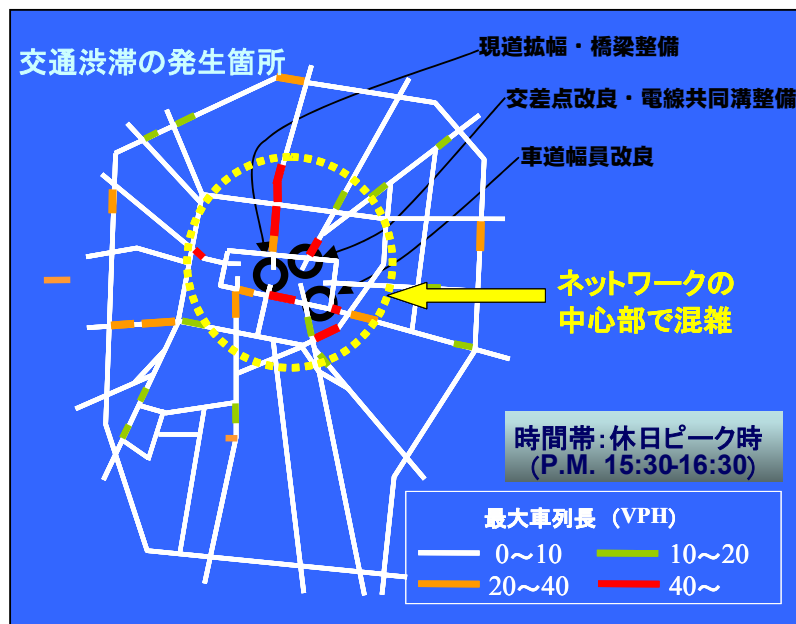 交通渋滞の発生箇所
現道拡幅・橋梁整備
交差点改良・電線共同溝整備
車道幅員改良
ネットワークの
中心部で混雑
時間帯：休日ピーク時
(P.M. 15:30-16:30)
最大車列長 (VPH)
0～10
10～20
20～40
40～